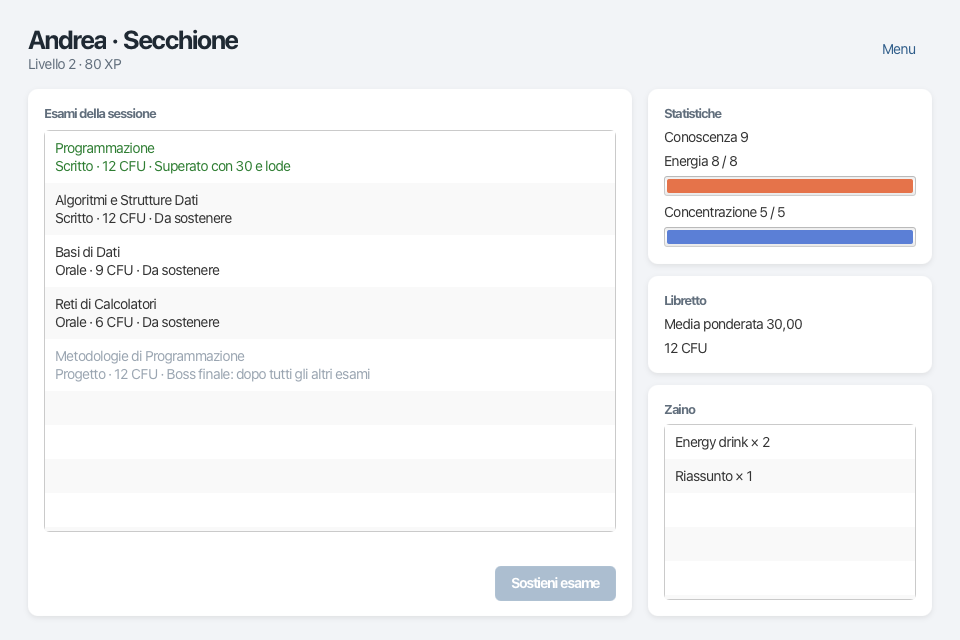 Andrea · Secchione
Livello 2 · 80 XP
Menu
Esami della sessione
Programmazione
Scritto · 12 CFU · Superato con 30 e lode
Algoritmi e Strutture Dati
Scritto · 12 CFU · Da sostenere
Basi di Dati
Orale · 9 CFU · Da sostenere
Reti di Calcolatori
Orale · 6 CFU · Da sostenere
Metodologie di Programmazione
Progetto · 12 CFU · Boss finale: dopo tutti gli altri esami
Sostieni esame
Statistiche
Conoscenza 9
Energia 8 / 8
Concentrazione 5 / 5
Libretto
Media ponderata 30,00
12 CFU
Zaino
Energy drink × 2
Riassunto × 1